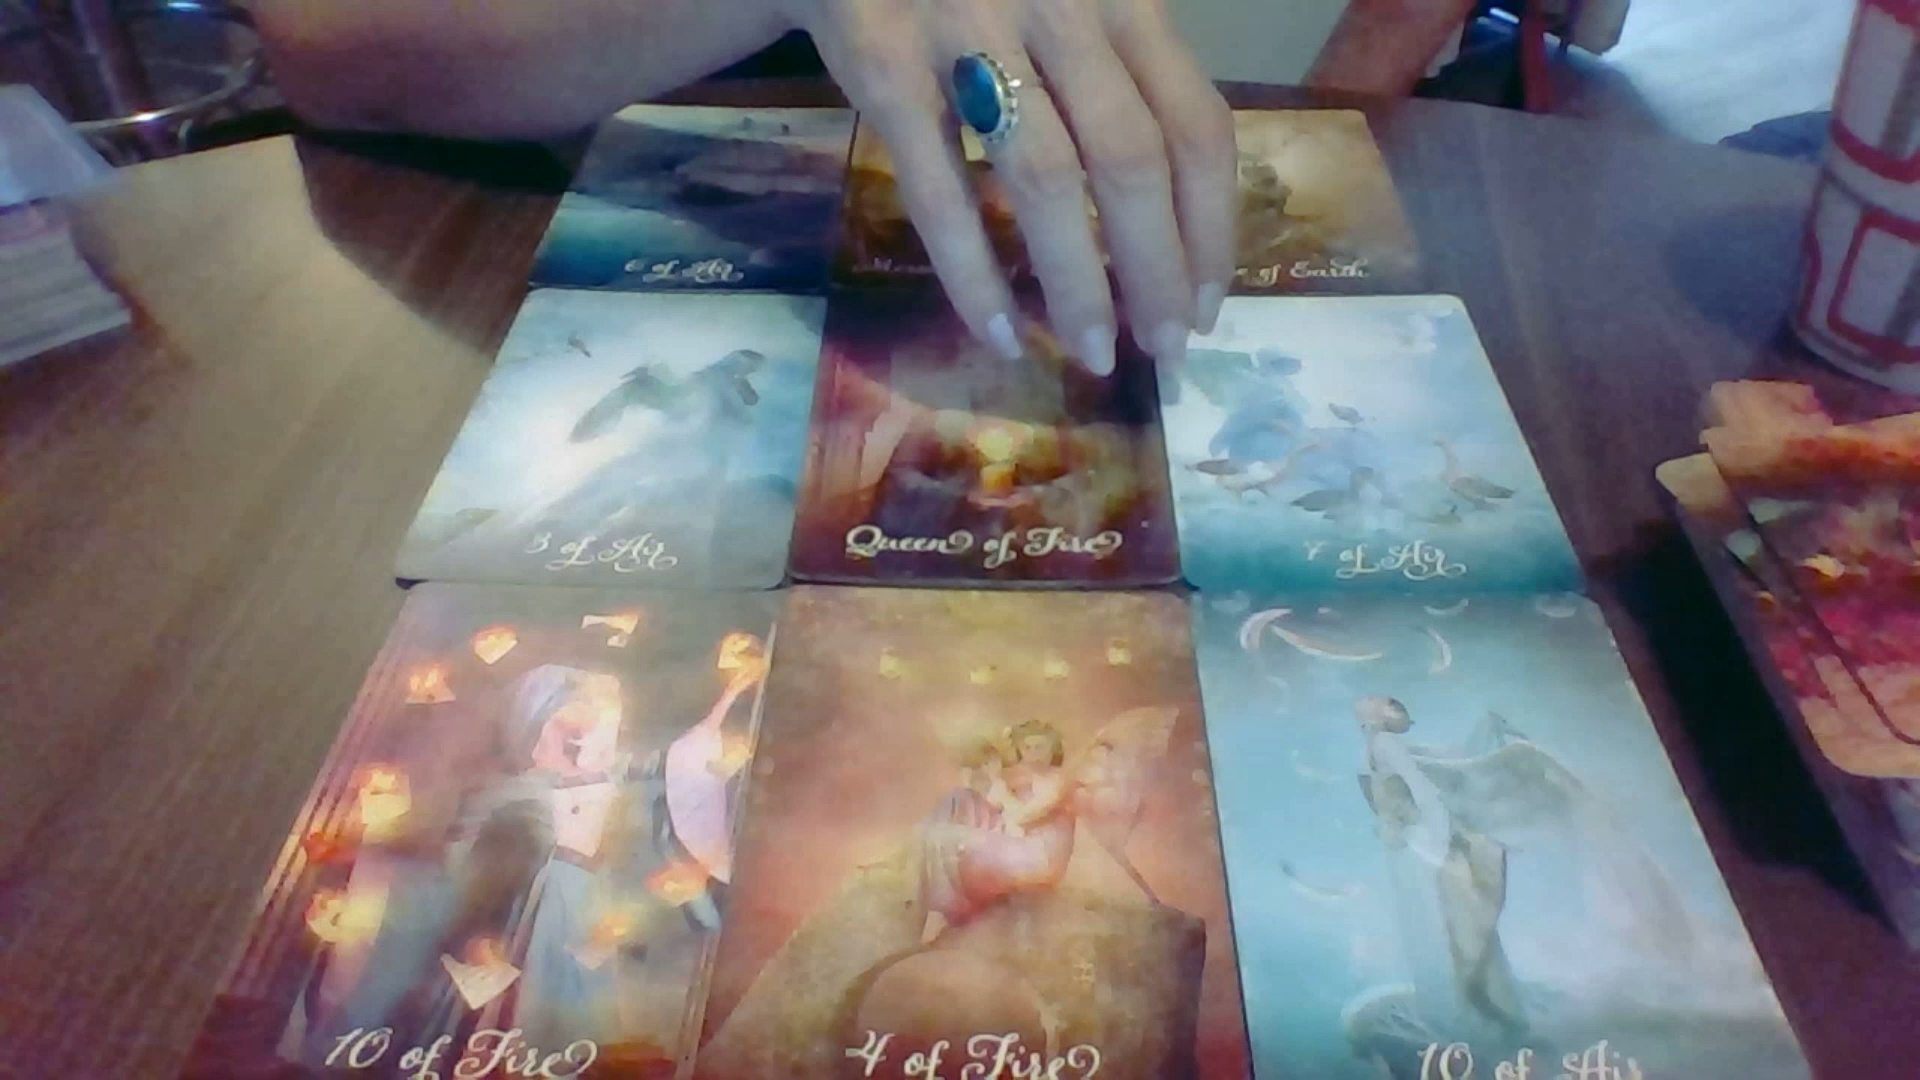 6 of Air
of Earth
3 of Air
Queen of Fire
7 of Air
10 of Fire
4 of Fire
10 of Air